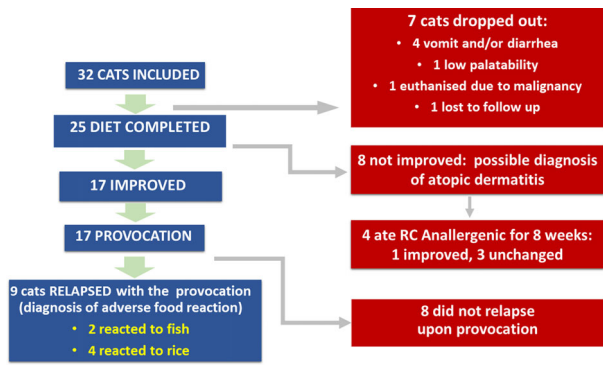 7 cats dropped out:
• 4 vomit and/or diarrhea
• 1 low palatability
• 1 euthanised due to malignancy
• 1 lost to follow up
32 CATS INCLUDED
25 DIET COMPLETED
8 not improved: possible diagnosis
of atopic dermatitis
17 IMPROVED
17 PROVOCATION
4 ate RC Anallergenic for 8 weeks:
1 improved, 3 unchanged
9 cats RELAPSED with the provocation
(diagnosis of adverse food reaction)
• 2 reacted to fish
• 4 reacted to rice
8 did not relapse
upon provocation